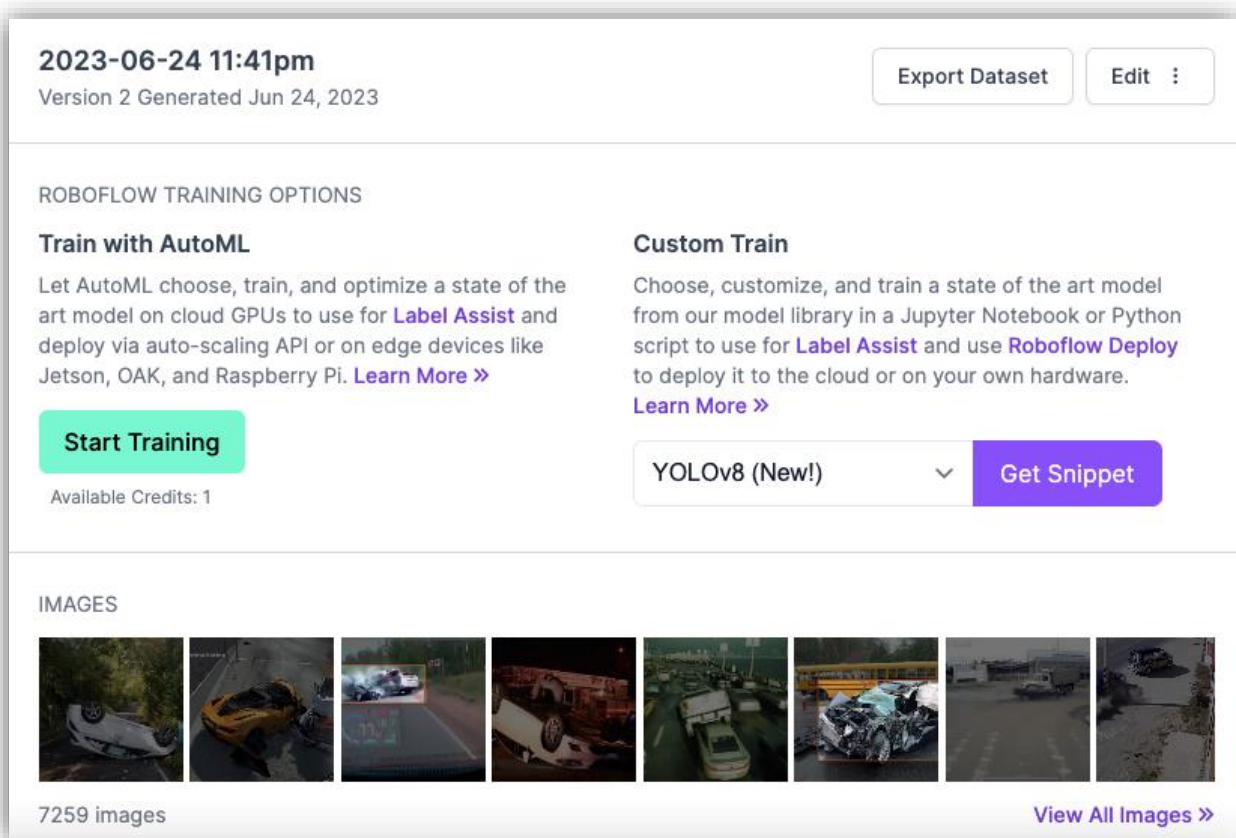 2023-06-24 11:41pm
Version 2 Generated Jun 24, 2023
Export Dataset
Edit
ROBOFLOW TRAINING OPTIONS
Train with AutoML
Let AutoML choose, train, and optimize a state of the
art model on cloud GPUs to use for Label Assist and
deploy via auto-scaling API or on edge devices like
Jetson, OAK, and Raspberry Pi. Learn More »
Start Training
Available Credits: 1
Custom Train
Choose, customize, and train a state of the art model
from our model library in a Jupyter Notebook or Python
script to use for Label Assist and use Roboflow Deploy
to deploy it to the cloud or on your own hardware.
Learn More »
YOLOv8 (New!)
Get Snippet
IMAGES
7259 images
View All Images »